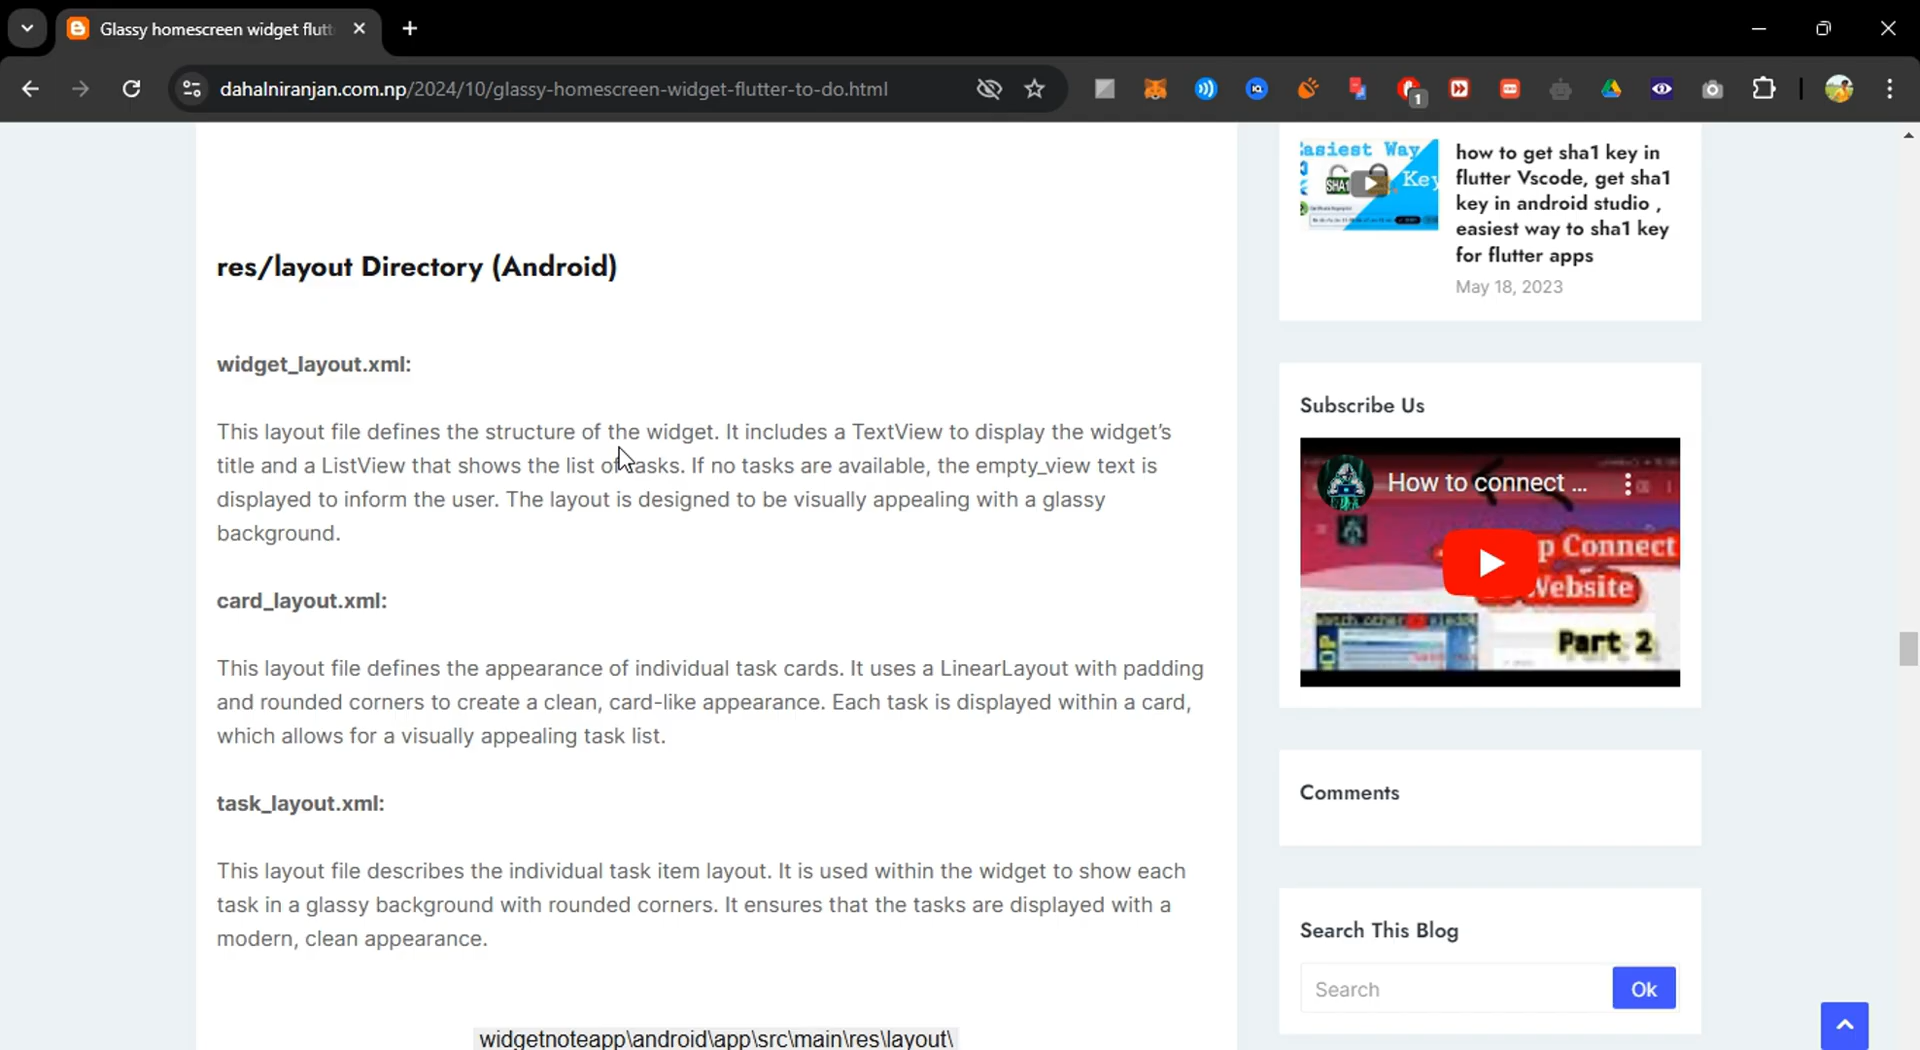 Glassy homescreen widget flutt
dahalniranjan.com.np/2024/10/glassy-homescreen-widget-flutter-to-do.html
1
res/layout Directory (Android)
widget_layout.xml:
This layout file defines the structure of the widget. It includes a TextView to display the widget's
title and a ListView that shows the list of tasks. If no tasks are available, the empty_view text is
displayed to inform the user. The layout is designed to be visually appealing with a glassy
background.
card_layout.xml:
This layout file defines the appearance of individual task cards. It uses a LinearLayout with padding
and rounded corners to create a clean, card-like appearance. Each task is displayed within a card,
which allows for a visually appealing task list.
task_layout.xml:
This layout file describes the individual task item layout. It is used within the widget to show each
task in a glassy background with rounded corners. It ensures that the tasks are displayed with a
modern, clean appearance.
widgetnoteapp\android\app\src\main\res\layout\
asiest Way
SHA1
Key
how to get sha1 key in
flutter Vscode, get sha1
key in android studio ,
easiest way to sha1 key
for flutter apps
May 18, 2023
Subscribe Us
How to connect ...
p Connect
Website
Part 2
Comments
Search This Blog
Search
Ok